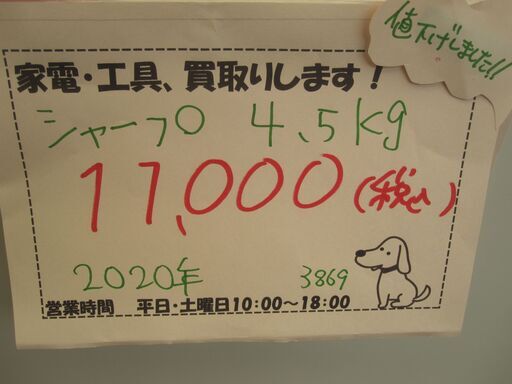 値下げしました!!
家電・工具、買取りします！
シャープ 4.5kg
17,000(税込)
2020年 3869
営業時間 平日・土曜日10:00～18:00